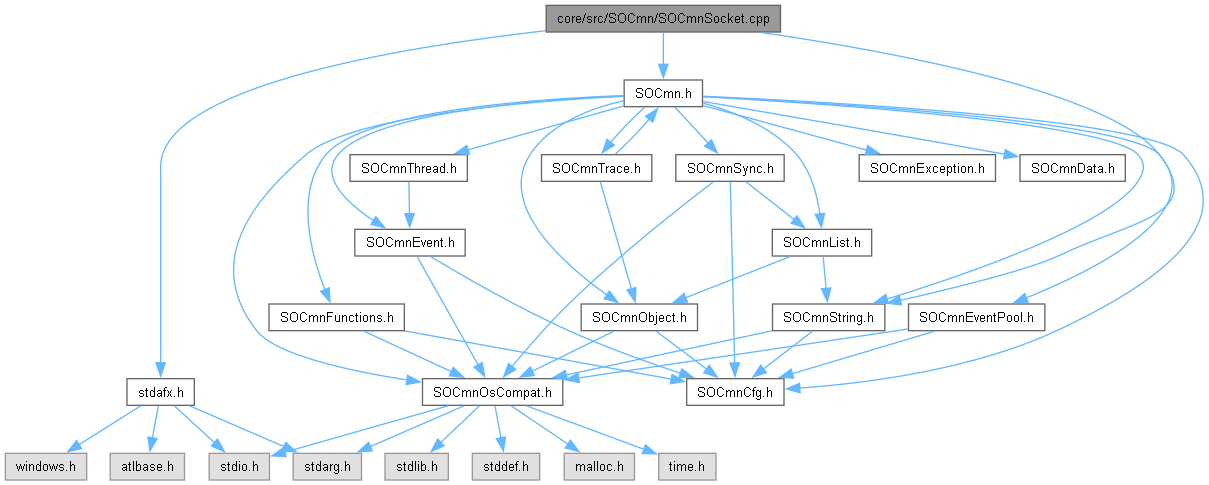 core/src/SOCmn/SOCmnSocket.cpp
SOCmn.h
SOCmnThread.h
SOCmnTrace.h
SOCmnSync.h
SOCmnException.h
SOCmnData.h
SOCmnEvent.h
SOCmnList.h
SOCmnFunctions.h
SOCmnObject.h
SOCmnString.h
SOCmnEventPool.h
stdafx.h
SOCmnOsCompat.h
SOCmnCfg.h
windows.h
atlbase.h
stdio.h
stdarg.h
stdlib.h
stddef.h
malloc.h
time.h